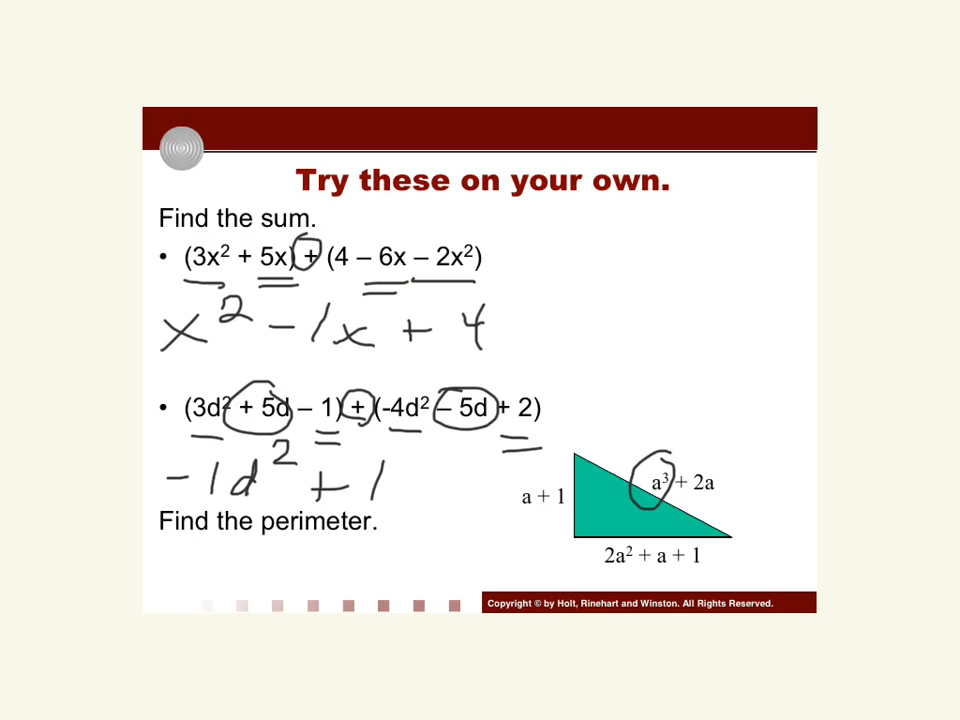 Try these on your own.
Find the sum.
• (3x² + 5x) + (4 – 6x – 2x²)
x² - 1x + 4
• (3d² + 5d – 1) + (-4d² – 5d + 2)
-1d² + 1
a + 1
a³ + 2a
Find the perimeter.
2a² + a + 1
Copyright © by Holt, Rinehart and Winston. All Rights Reserved.